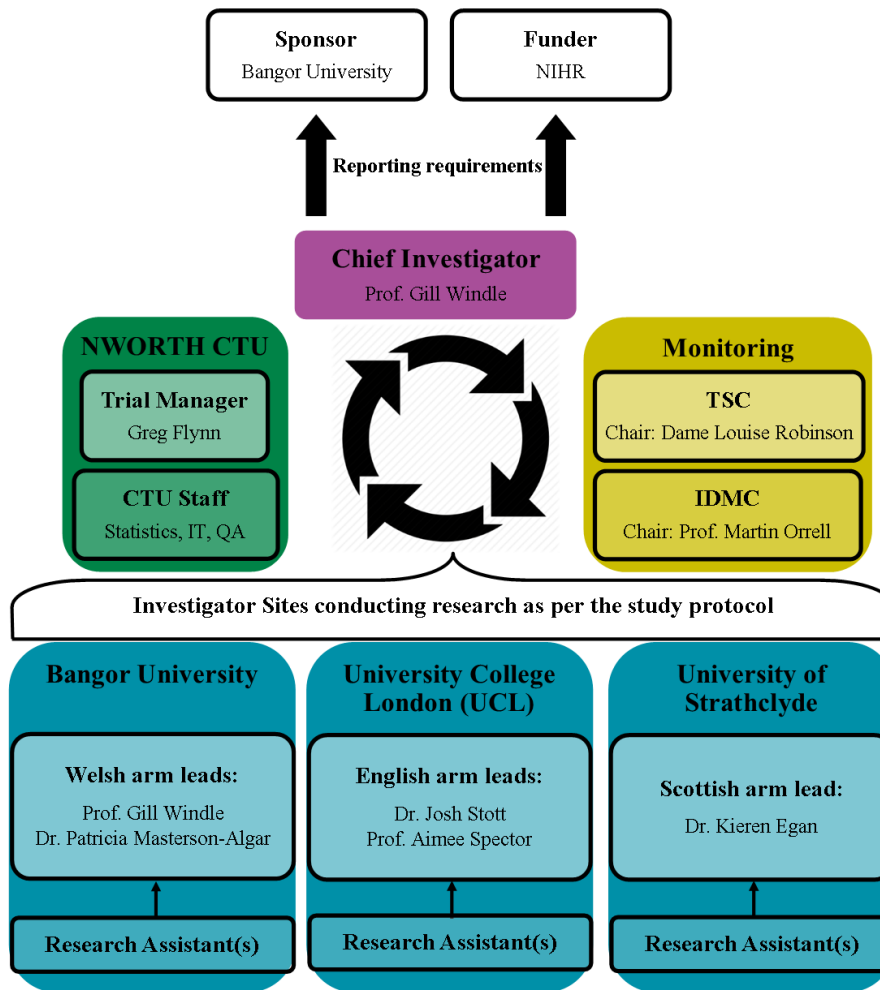 Sponsor
Bangor University
Funder
NIHR
Reporting requirements
Chief Investigator
Prof. Gill Windle
NWORTH CTU
Trial Manager
Greg Flynn
CTU Staff
Statistics, IT, QA
Monitoring
TSC
Chair: Dame Louise Robinson
IDMC
Chair: Prof. Martin Orrell
Investigator Sites conducting research as per the study protocol
Bangor University
Welsh arm leads:
Prof. Gill Windle
Dr. Patricia Masterson-Algar
Research Assistant(s)
University College
London (UCL)
English arm leads:
Dr. Josh Stott
Prof. Aimee Spector
Research Assistant(s)
University of
Strathclyde
Scottish arm lead:
Dr. Kieren Egan
Research Assistant(s)